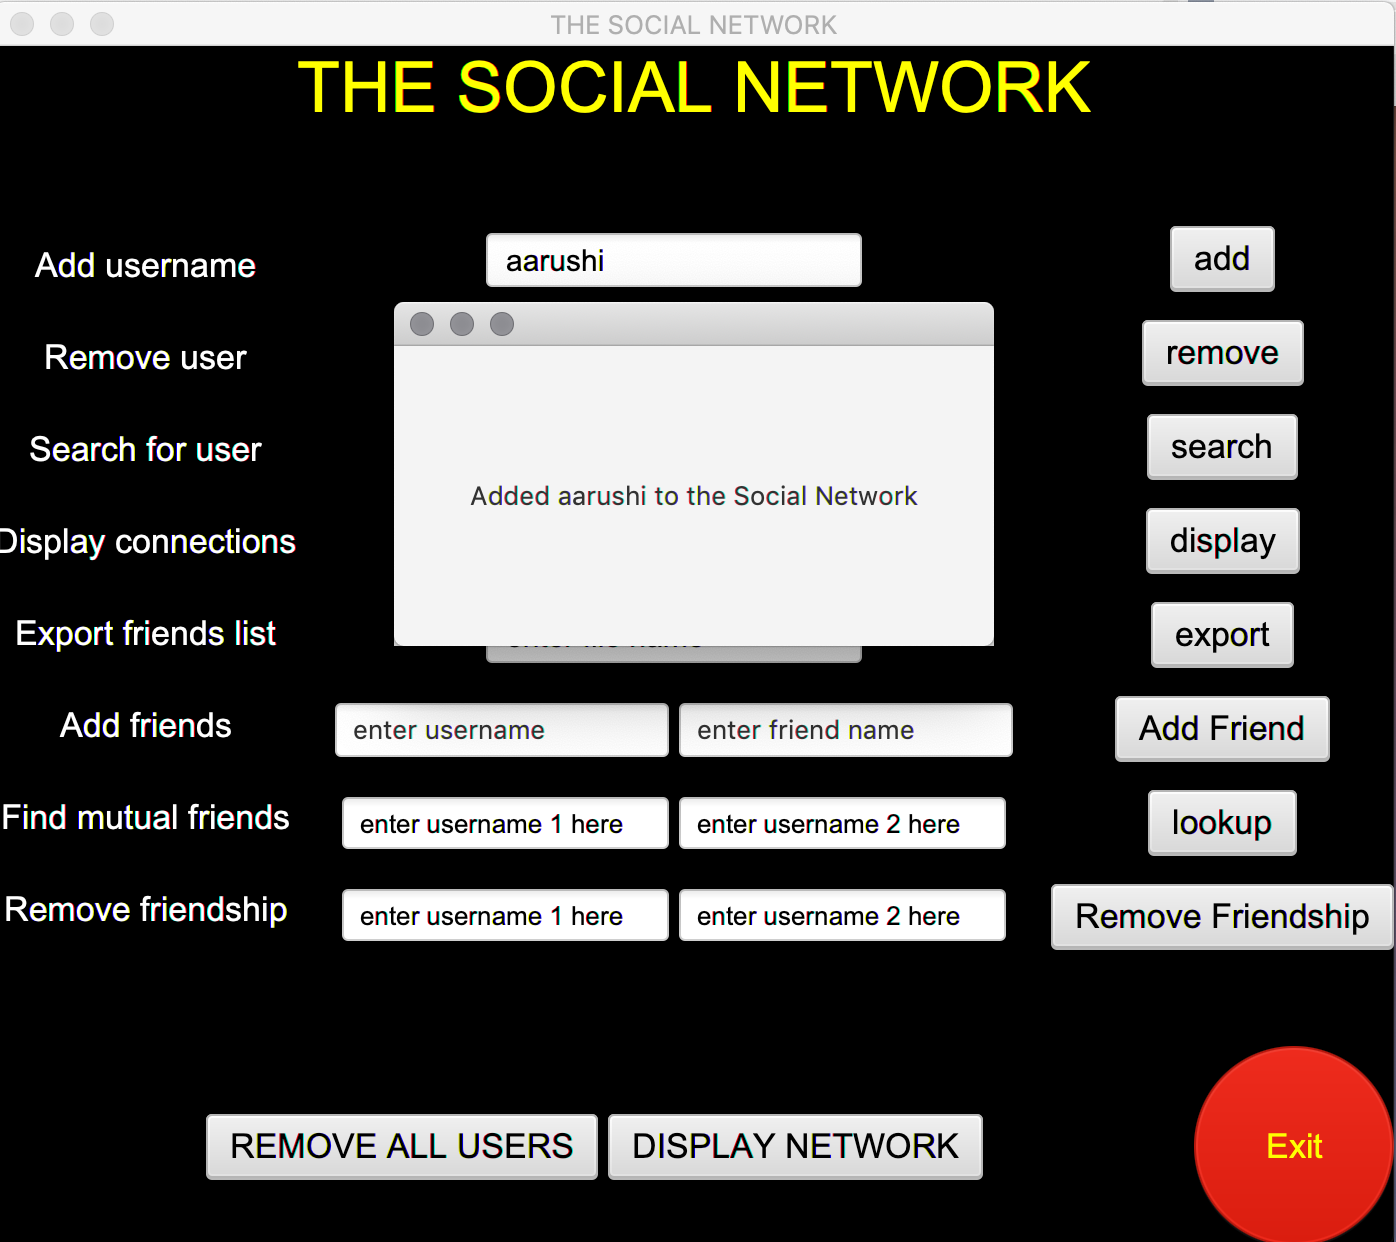 THE SOCIAL NETWORK
THE SOCIAL NETWORK
Add username
aarushi
add
Remove user
remove
Search for user
search
Added aarushi to the Social Network
Display connections
display
Export friends list
export
Add friends
enter username
enter friend name
Add Friend
Find mutual friends
enter username 1 here
enter username 2 here
lookup
Remove friendship
enter username 1 here
enter username 2 here
Remove Friendship
REMOVE ALL USERS
DISPLAY NETWORK
Exit